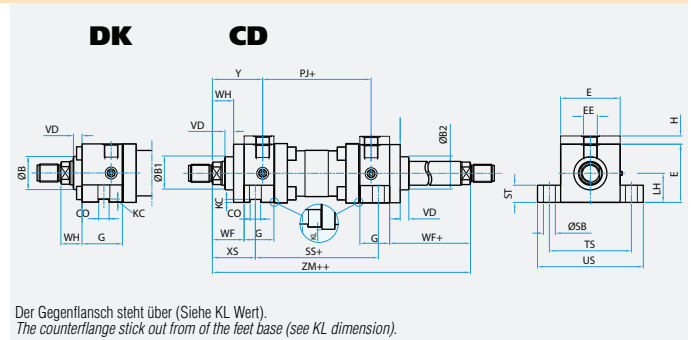 DK CD
Y PJ+ E
WH EE
VD VD H
ØB ØB1 ØB2 E
ST LH
CO KC KC CO KL VD ØSB
WH G WF G G WF+ TS
XS SS+ US
ZM++
Der Gegenflansch steht über (Siehe KL Wert).
The counterflange stick out from of the feet base (see KL dimension).